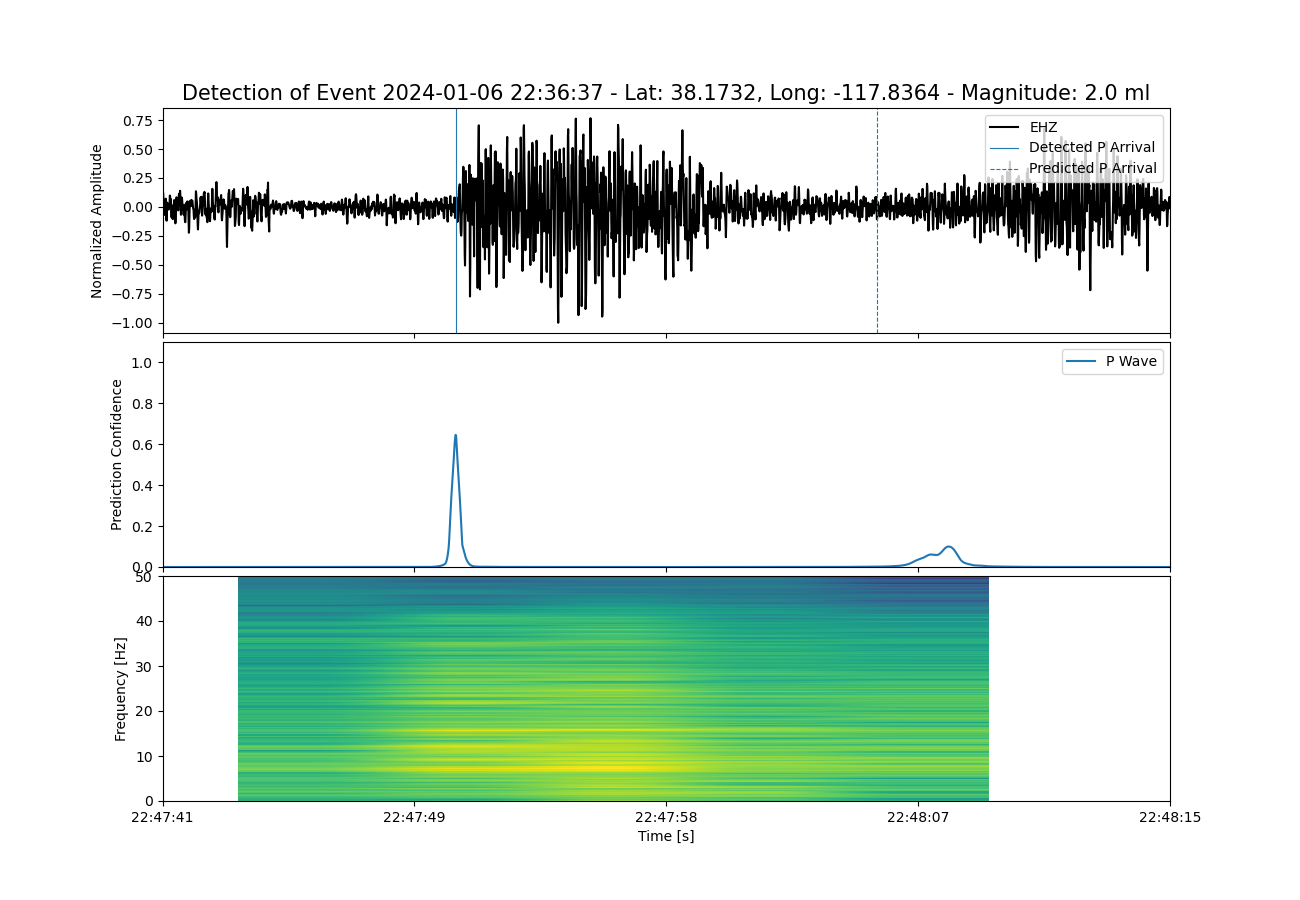 Detection of Event 2024-01-06 22:36:37 - Lat: 38.1732, Long: -117.8364 - Magnitude: 2.0 ml
Normalized Amplitude
0.75
0.50
0.25
0.00
−0.25
−0.50
−0.75
−1.00
EHZ
Detected P Arrival
Predicted P Arrival
Prediction Confidence
1.0
0.8
0.6
0.4
0.2
0.0
P Wave
Frequency [Hz]
50
40
30
20
10
0
22:47:41 22:47:49 22:47:58 22:48:07 22:48:15
Time [s]